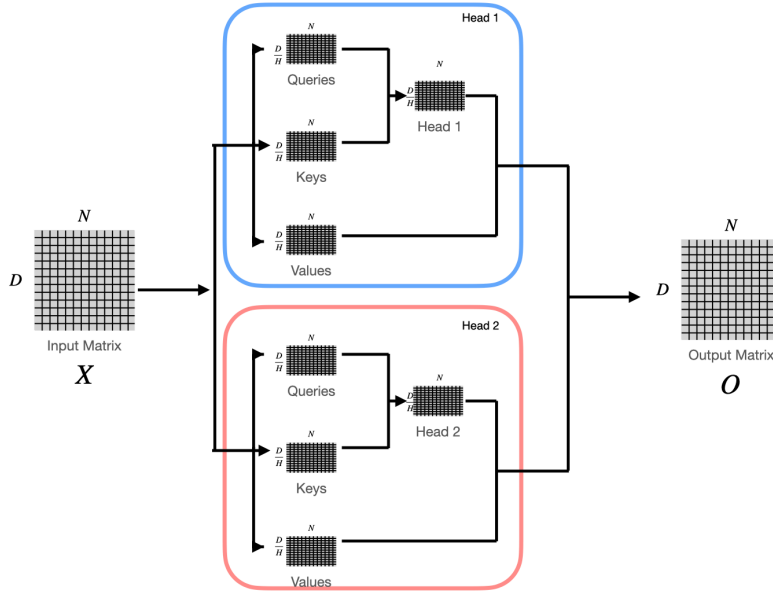 Head 1
N
D/H
Queries
N
D/H
Head 1
N
D/H
Keys
N
D/H
Values
N
D
Input Matrix
X
N
D
Output Matrix
O
Head 2
N
D/H
Queries
N
D/H
Head 2
N
D/H
Keys
N
D/H
Values